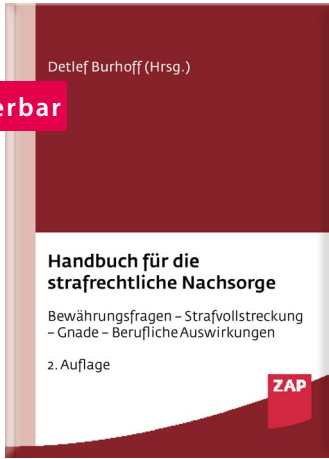 Detlef Burhoff (Hrsg.)
erbar
Handbuch für die
strafrechtliche Nachsorge
Bewährungsfragen – Strafvollstreckung
– Gnade – Berufliche Auswirkungen
2. Auflage
ZAP